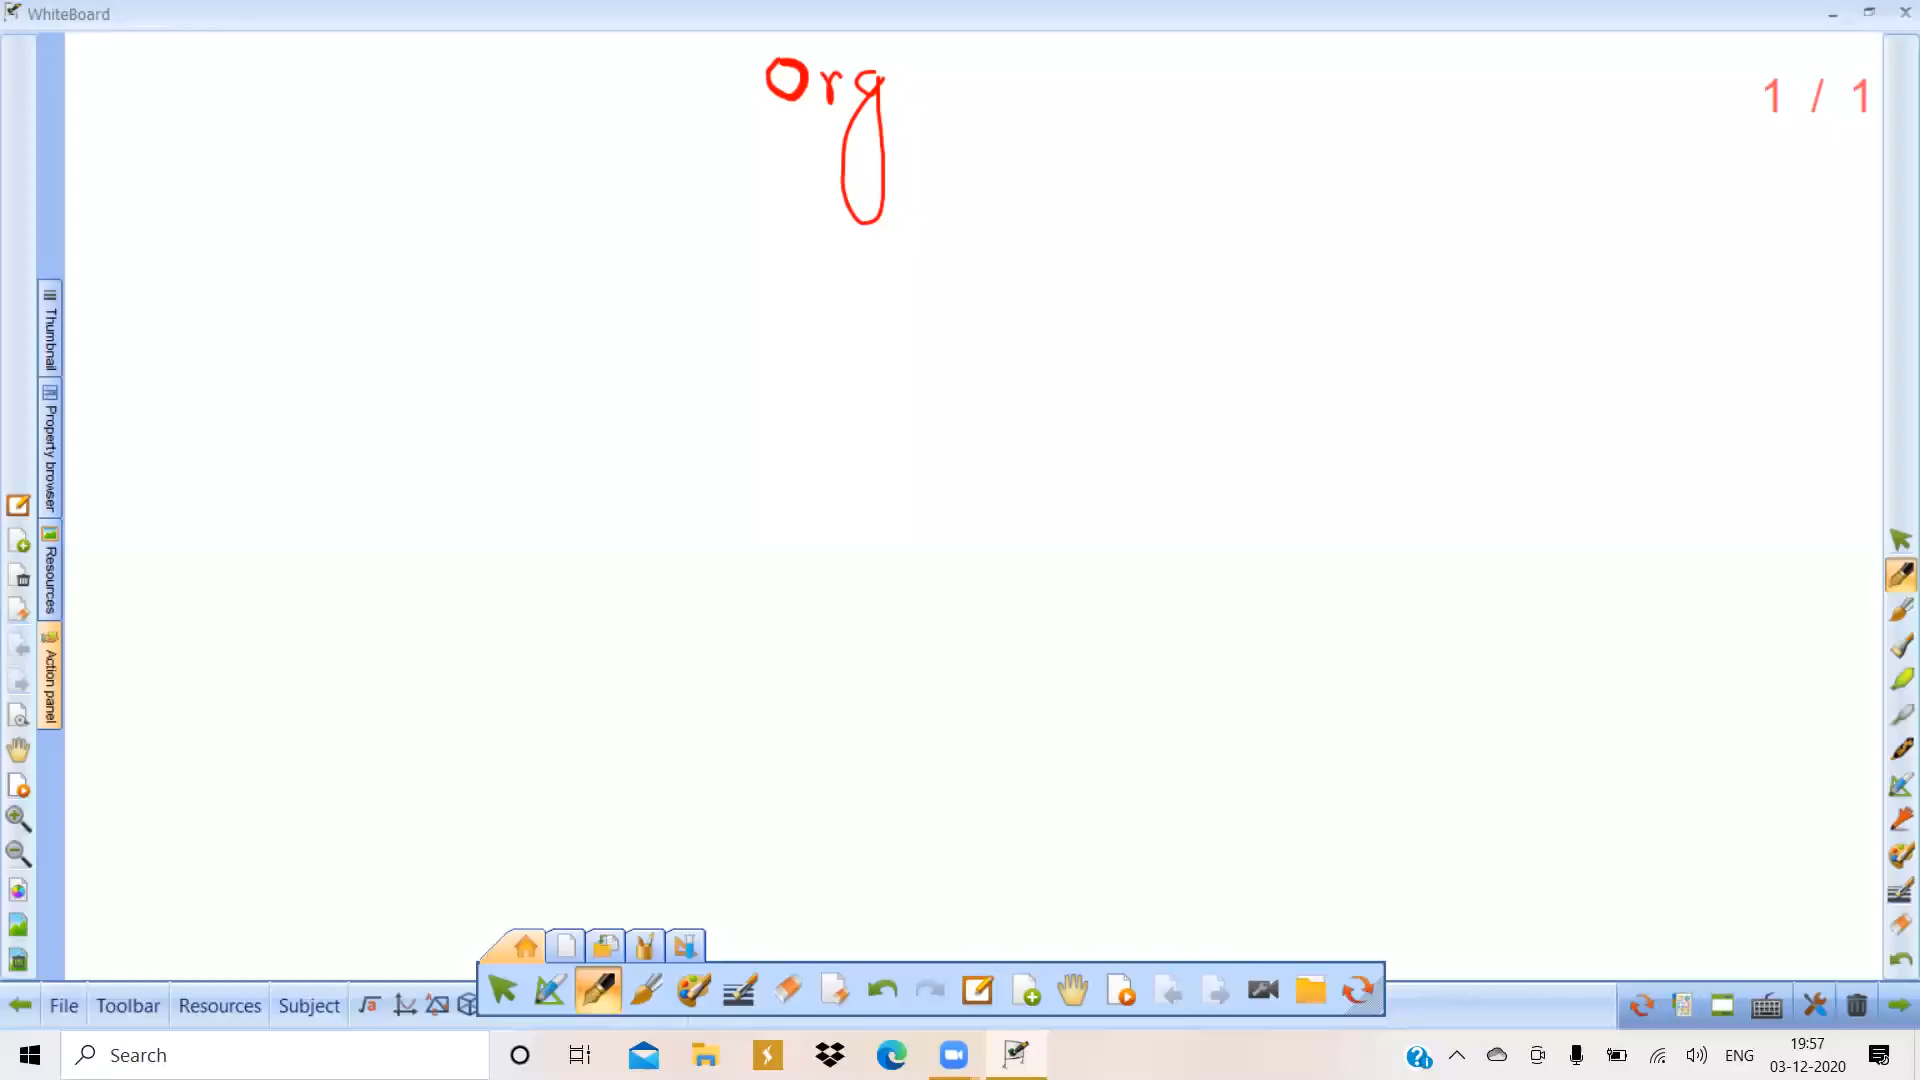 WhiteBoard
Org
1 / 1
Thumbnail
Property browser
Resources
Action panel
File
Toolbar
Resources
Subject
Search
ENG
19:57
03-12-2020